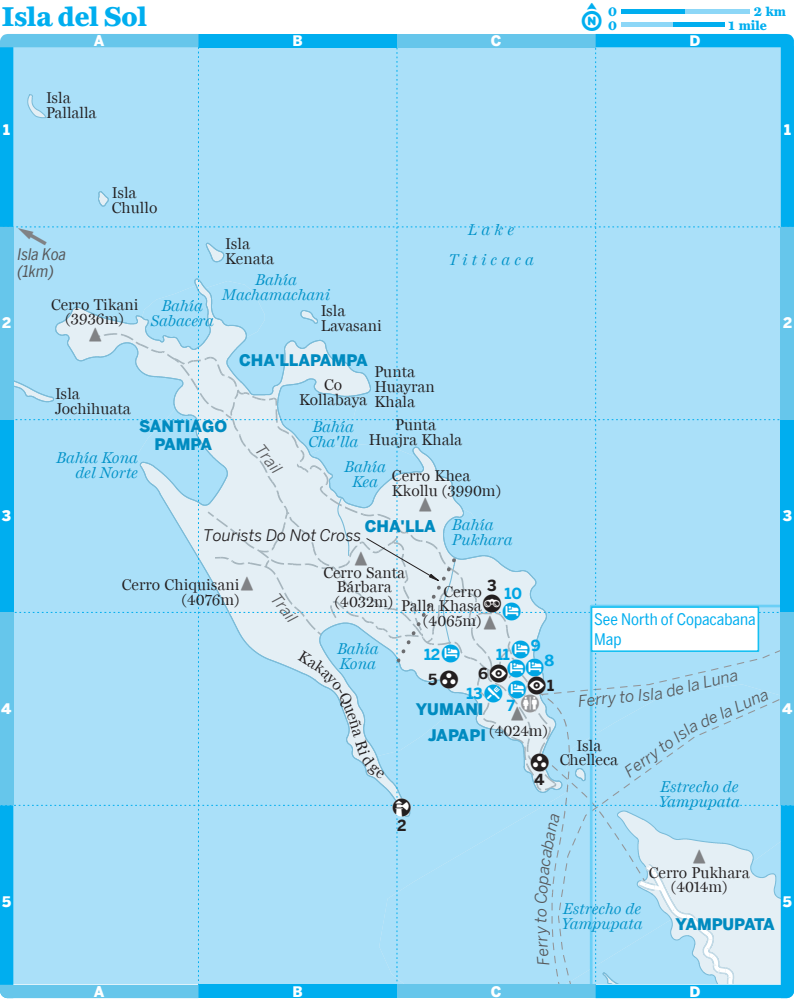 Isla del Sol
N
0 2 km
0 1 mile
A B C D
1 1
Isla
Pallalla
Isla
Chullo
Isla Koa
(1km)
Isla
Kenata
Lake
Titicaca
Bahía
Machamachani
Cerro Tikani
(3936m)
Bahía
Sabacera
Isla
Lavasani
2 2
CHA'LLAPAMPA
Punta
Huayran
Khala
Co
Kollabaya
Isla
Jochihuata
SANTIAGO
PAMPA
Bahía
Cha'lla
Punta
Huajra Khala
Bahía Kona
del Norte
Trail
Bahía
Kea
Cerro Khea
Kkollu (3990m)
3 3
CHA'LLA
Bahía
Pukhara
Tourists Do Not Cross
Cerro Santa
Bárbara
(4032m)
Cerro Chiquisani
(4076m)
Cerro
Palla Khasa
(4065m)
3
10
Trail
See North of Copacabana
Map
Bahía
Kona
12
11
9
8
5
6
1
13
7
Kakayo-Queña Ridge
YUMANI
JAPAPI
(4024m)
4 4
Ferry to Isla de la Luna
Ferry to Isla de la Luna
Isla
Chelleca
4
Estrecho de
Yampupata
2
Ferry to Copacabana
Cerro Pukhara
(4014m)
5 5
Estrecho de
Yampupata
YAMPUPATA
A B C D